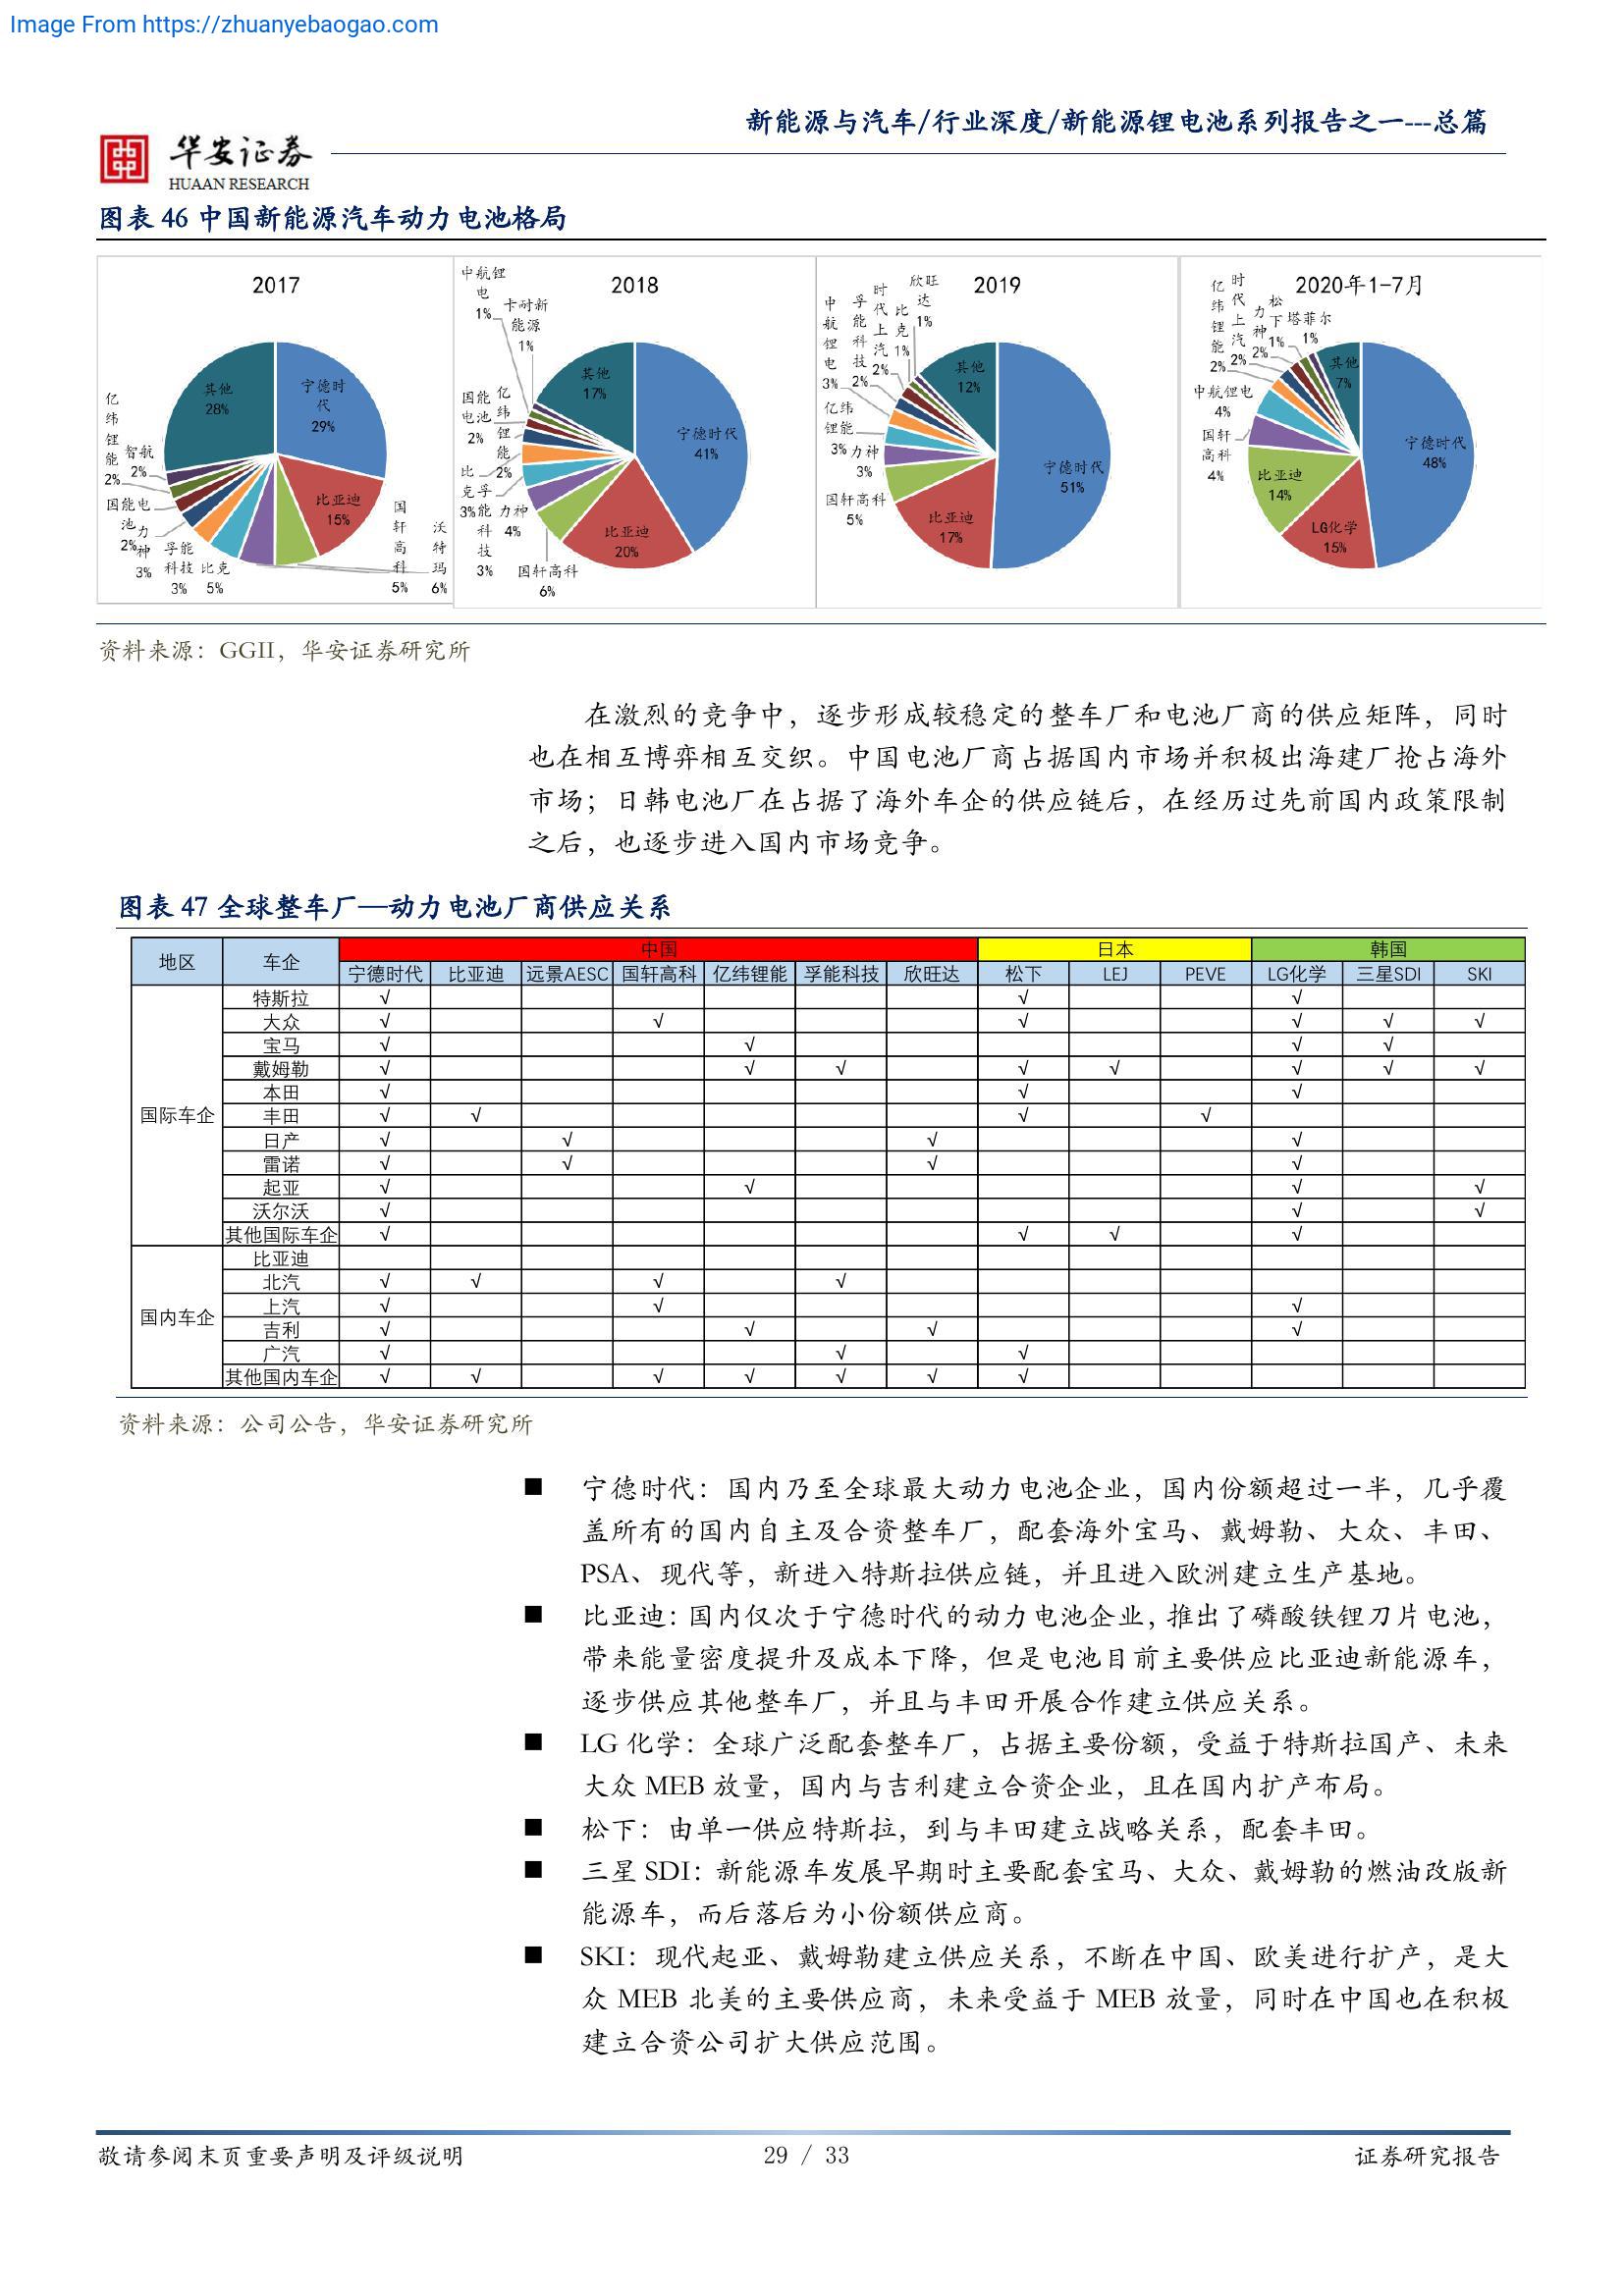 Image From https://zhuanyebaogao.com
新能源与汽车/行业深度/新能源锂电池系列报告之一---总篇
华安证券
HUAAN RESEARCH
图表 46 中国新能源汽车动力电池格局
2017
宁德时代 29%
比亚迪 15%
沃特玛 6%
国轩高科 5%
比克 5%
孚能科技 3%
力神 3%
国能电池 2%
智航 2%
亿纬锂能 2%
其他 28%
2018
宁德时代 41%
比亚迪 20%
国轩高科 6%
力神 4%
孚能科技 3%
比克 3%
亿纬锂能 2%
国能电池 2%
卡耐新能源 1%
中航锂电 1%
其他 17%
2019
宁德时代 51%
比亚迪 17%
国轩高科 5%
力神 3%
亿纬锂能 3%
中航锂电 3%
孚能科技 2%
时代上汽 2%
比克 1%
欣旺达 1%
其他 12%
2020年1-7月
宁德时代 48%
LG化学 15%
比亚迪 14%
国轩高科 4%
中航锂电 4%
亿纬锂能 2%
时代上汽 2%
力神 2%
松下 1%
塔菲尔 1%
其他 7%
资料来源：GGII，华安证券研究所
在激烈的竞争中，逐步形成较稳定的整车厂和电池厂商的供应矩阵，同时
也在相互博弈相互交织。中国电池厂商占据国内市场并积极出海建厂抢占海外
市场；日韩电池厂在占据了海外车企的供应链后，在经历过先前国内政策限制
之后，也逐步进入国内市场竞争。
图表 47 全球整车厂—动力电池厂商供应关系
地区 车企 中国 日本 韩国
宁德时代 比亚迪 远景AESC 国轩高科 亿纬锂能 孚能科技 欣旺达 松下 LEJ PEVE LG化学 三星SDI SKI
国际车企
特斯拉 √ √ √
大众 √ √ √ √ √ √
宝马 √ √ √ √
戴姆勒 √ √ √ √ √ √ √ √
本田 √ √ √
丰田 √ √ √ √
日产 √ √ √ √
雷诺 √ √ √ √
起亚 √ √ √ √
沃尔沃 √ √ √
其他国际车企 √ √ √ √
国内车企
比亚迪
北汽 √ √ √ √
上汽 √ √ √
吉利 √ √ √ √
广汽 √ √ √
其他国内车企 √ √ √ √ √ √ √
资料来源：公司公告，华安证券研究所
■ 宁德时代：国内乃至全球最大动力电池企业，国内份额超过一半，几乎覆
盖所有的国内自主及合资整车厂，配套海外宝马、戴姆勒、大众、丰田、
PSA、现代等，新进入特斯拉供应链，并且进入欧洲建立生产基地。
■ 比亚迪：国内仅次于宁德时代的动力电池企业，推出了磷酸铁锂刀片电池，
带来能量密度提升及成本下降，但是电池目前主要供应比亚迪新能源车，
逐步供应其他整车厂，并且与丰田开展合作建立供应关系。
■ LG 化学：全球广泛配套整车厂，占据主要份额，受益于特斯拉国产、未来
大众 MEB 放量，国内与吉利建立合资企业，且在国内扩产布局。
■ 松下：由单一供应特斯拉，到与丰田建立战略关系，配套丰田。
■ 三星 SDI：新能源车发展早期时主要配套宝马、大众、戴姆勒的燃油改版新
能源车，而后落后为小份额供应商。
■ SKI：现代起亚、戴姆勒建立供应关系，不断在中国、欧美进行扩产，是大
众 MEB 北美的主要供应商，未来受益于 MEB 放量，同时在中国也在积极
建立合资公司扩大供应范围。
敬请参阅末页重要声明及评级说明
29 / 33
证券研究报告